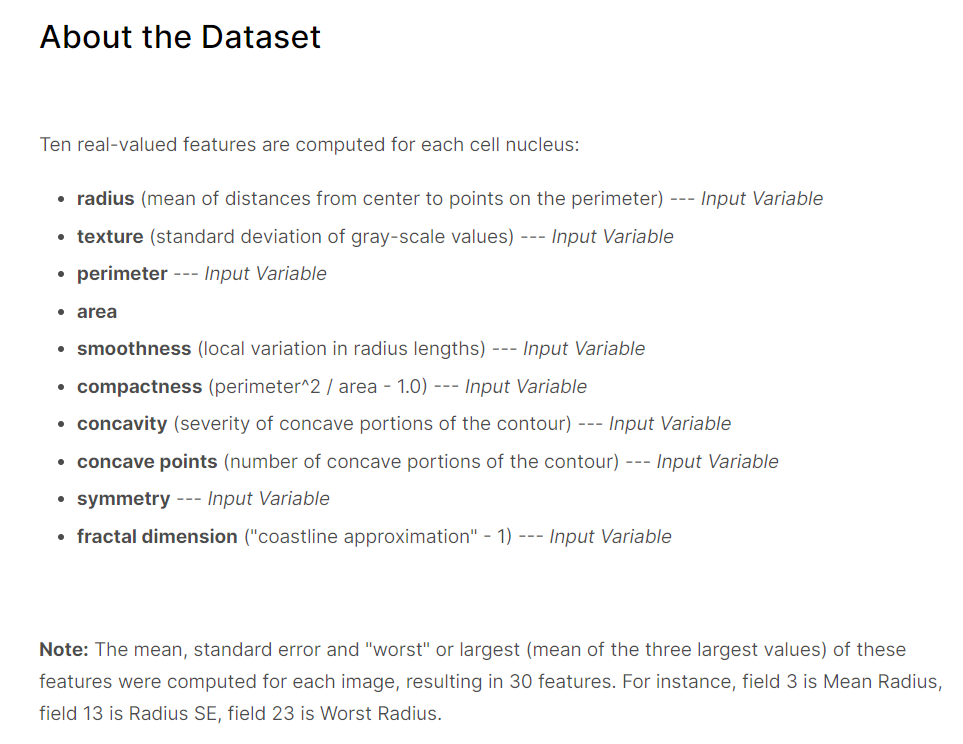 About the Dataset
Ten real-valued features are computed for each cell nucleus:
• radius (mean of distances from center to points on the perimeter) --- Input Variable
• texture (standard deviation of gray-scale values) --- Input Variable
• perimeter --- Input Variable
• area
• smoothness (local variation in radius lengths) --- Input Variable
• compactness (perimeter^2 / area - 1.0) --- Input Variable
• concavity (severity of concave portions of the contour) --- Input Variable
• concave points (number of concave portions of the contour) --- Input Variable
• symmetry --- Input Variable
• fractal dimension ("coastline approximation" - 1) --- Input Variable
Note: The mean, standard error and "worst" or largest (mean of the three largest values) of these
features were computed for each image, resulting in 30 features. For instance, field 3 is Mean Radius,
field 13 is Radius SE, field 23 is Worst Radius.